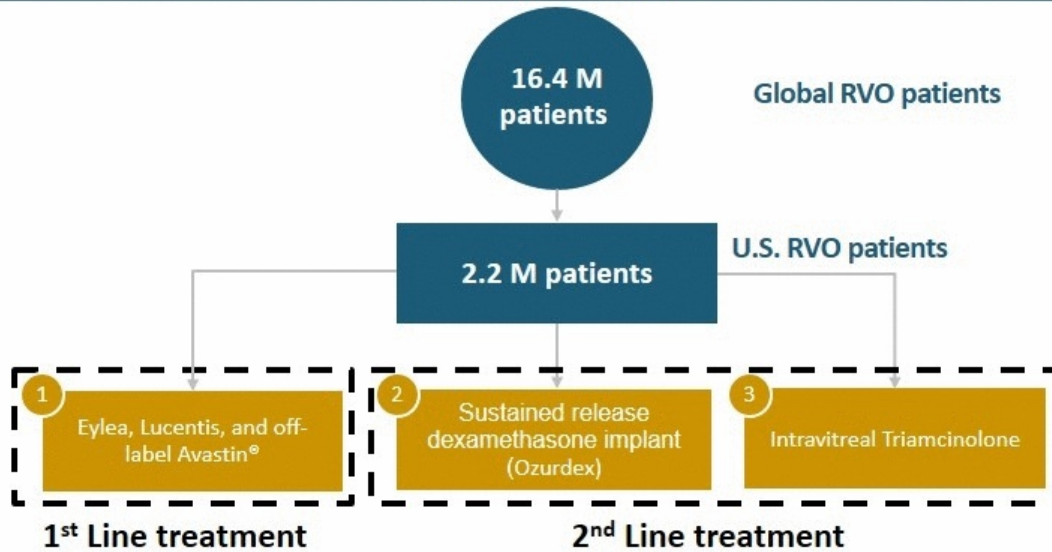 16.4 M
patients
Global RVO patients
U.S. RVO patients
2.2 M patients
1
Eylea, Lucentis, and off-
label Avastin®
2
Sustained release
dexamethasone implant
(Ozurdex)
3
Intravitreal Triamcinolone
1st Line treatment
2nd Line treatment